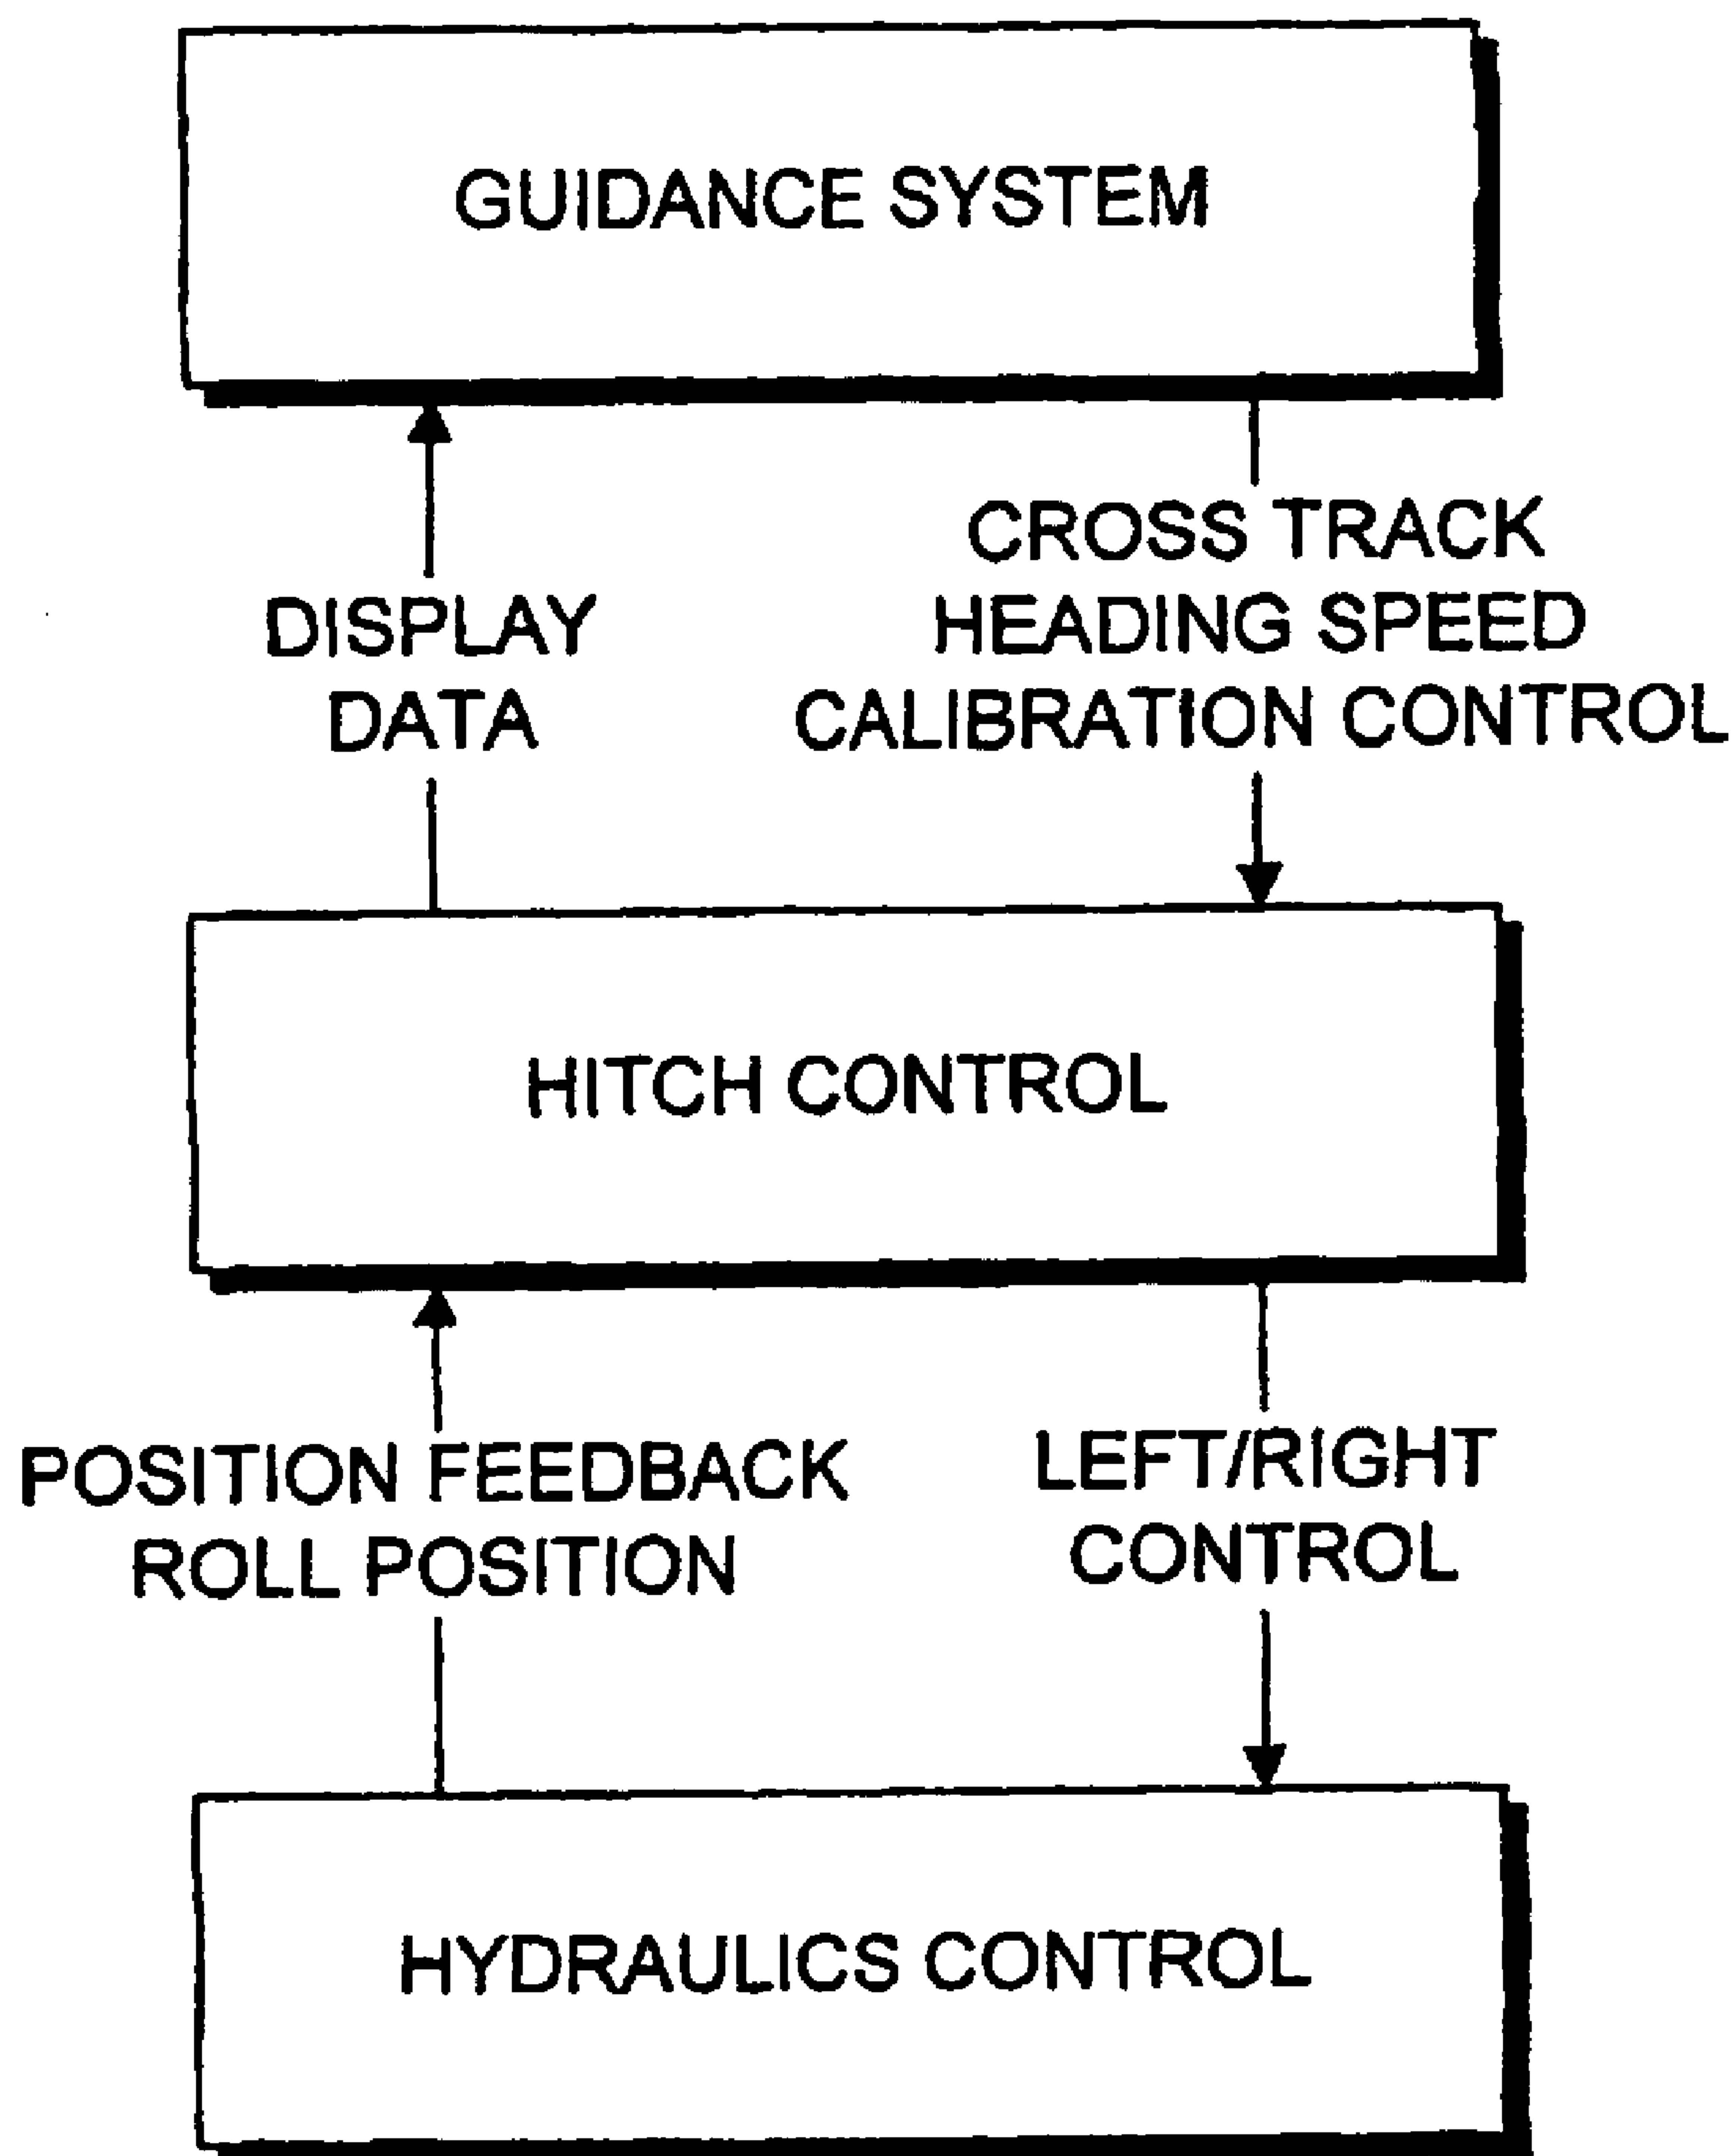 GUIDANCE SYSTEM
DISPLAY
DATA
CROSS TRACK
HEADING SPEED
CALIBRATION CONTROL
HITCH CONTROL
POSITION FEEDBACK
ROLL POSITION
LEFT/RIGHT
CONTROL
HYDRAULICS CONTROL